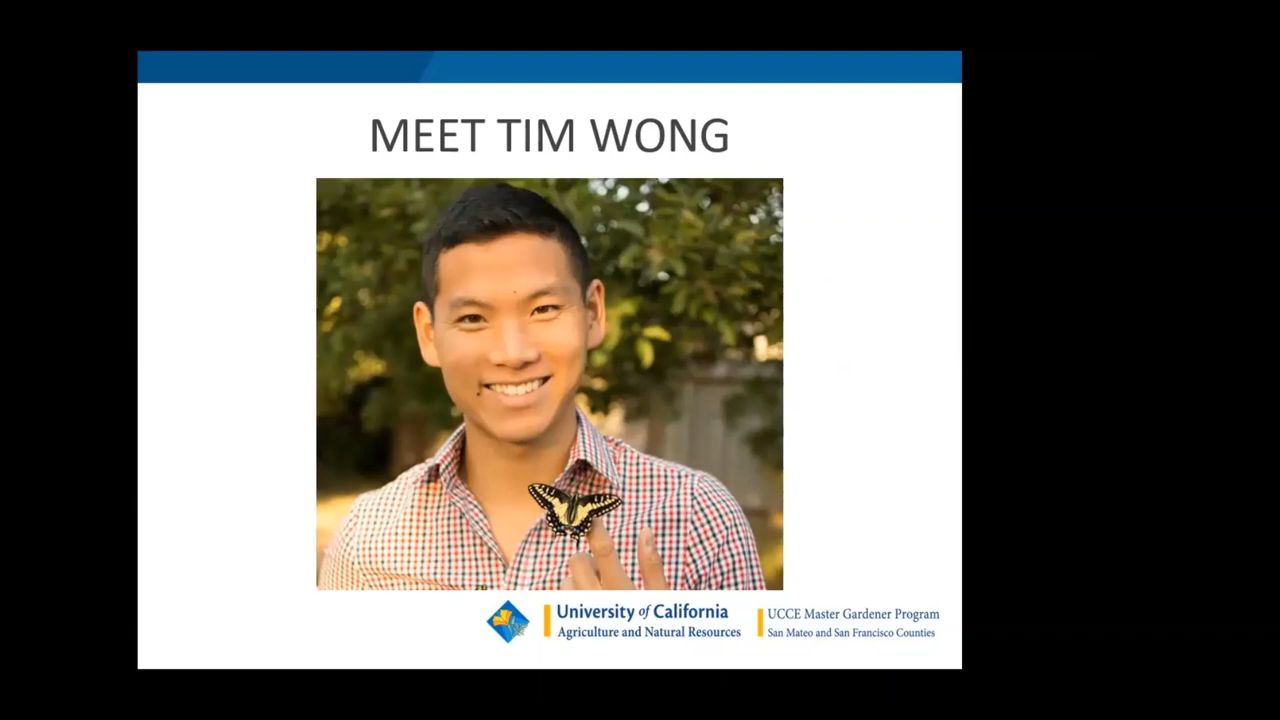 MEET TIM WONG
University of California
Agriculture and Natural Resources
UCCE Master Gardener Program
San Mateo and San Francisco Counties